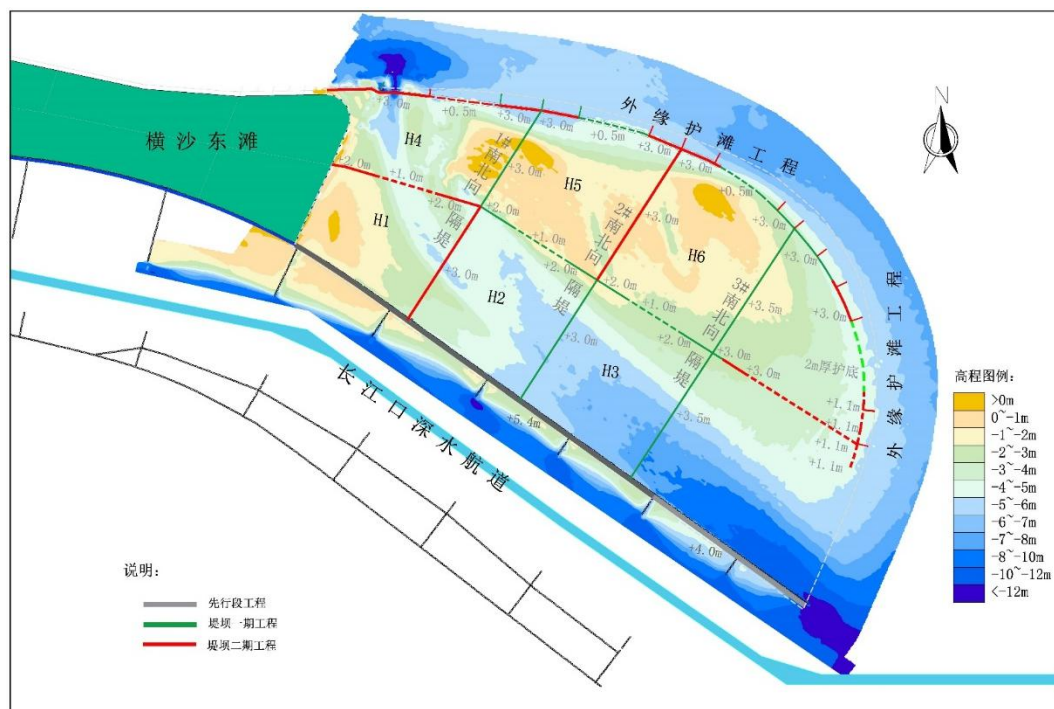 外缘护滩工程
N
横沙东滩
+3.0m
+0.5m
+3.0m
+3.0m
+0.5m
+3.0m
+3.0m
+0.5m
+3.0m
H4
1#南北向隔堤
+3.0m
H5
+2.0m
+1.0m
+2.0m
+2.0m
H1
+3.0m
2#南北向隔堤
+3.0m
H6
+3.0m
+1.0m
+2.0m
+2.0m
H2
3#南北向隔堤
+3.5m
+3.0m
+1.0m
+2.0m
+3.0m
+3.0m
+3.0m
H3
2m厚护底
+1.1m
+1.1m
+1.1m
+1.1m
外缘护滩工程
+3.5m
+5.4m
+4.0m
长江口深水航道
高程图例：
>0m
0~-1m
-1~-2m
-2~-3m
-3~-4m
-4~-5m
-5~-6m
-6~-7m
-7~-8m
-8~-10m
-10~-12m
<-12m
说明：
先行段工程
堤坝一期工程
堤坝二期工程